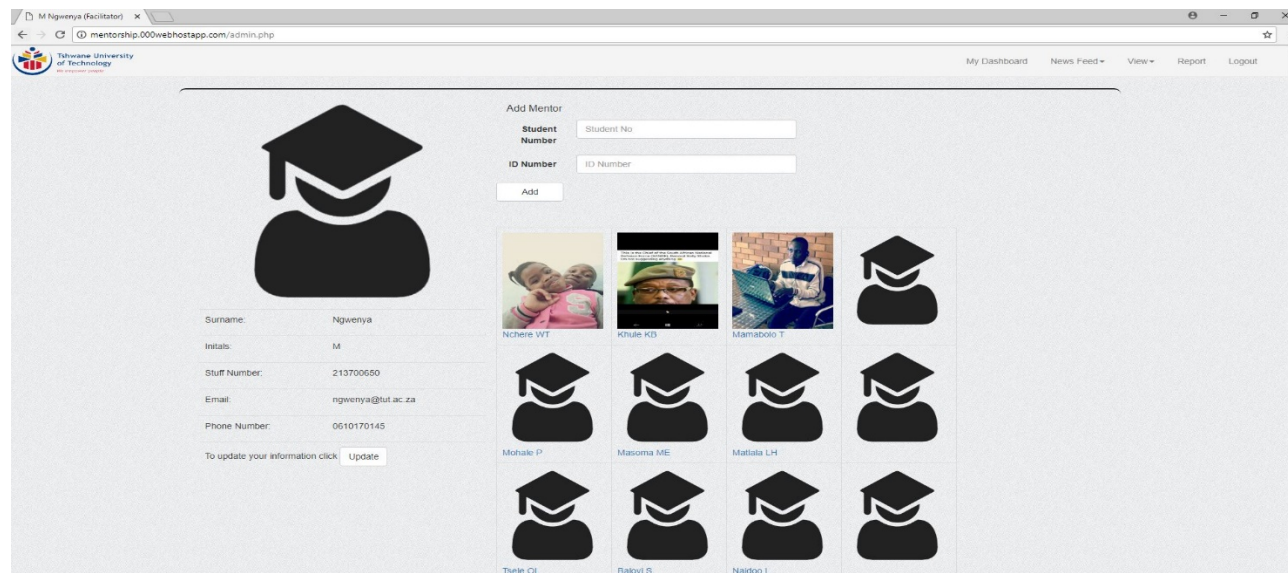 M Ngwenya (Facilitator)
mentorship.000webhostapp.com/admin.php
Tshwane University
of Technology
We empower people
My Dashboard News Feed View Report Logout
Add Mentor
Student Number Student No
ID Number ID Number
Add
Surname: Ngwenya
Initals: M
Stuff Number: 213700650
Email: ngwenya@tut.ac.za
Phone Number: 0610170145
To update your information click Update
Nchere WT Khule KB Mamabolo T
Mohale P Masoma ME Matlala LH
Tsele OL Baloyi S Naidoo L